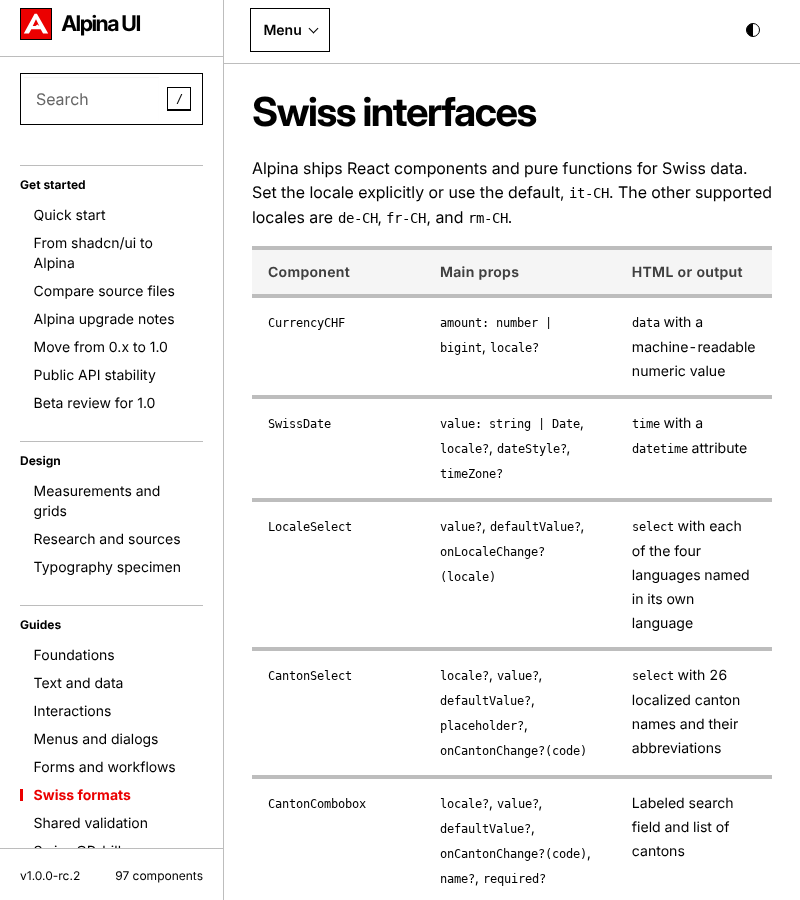 Alpina UI
Search /
Get started
Quick start
From shadcn/ui to
Alpina
Compare source files
Alpina upgrade notes
Move from 0.x to 1.0
Public API stability
Beta review for 1.0
Design
Measurements and
grids
Research and sources
Typography specimen
Guides
Foundations
Text and data
Interactions
Menus and dialogs
Forms and workflows
Swiss formats
Shared validation
v1.0.0-rc.2 97 components
Menu
Swiss interfaces
Alpina ships React components and pure functions for Swiss data.
Set the locale explicitly or use the default, it-CH. The other supported
locales are de-CH, fr-CH, and rm-CH.
Component Main props HTML or output
CurrencyCHF
amount: number |
bigint, locale?
data with a
machine-readable
numeric value
SwissDate
value: string | Date,
locale?, dateStyle?,
timeZone?
time with a
datetime attribute
LocaleSelect
value?, defaultValue?,
onLocaleChange?
(locale)
select with each
of the four
languages named
in its own
language
CantonSelect
locale?, value?,
defaultValue?,
placeholder?,
onCantonChange?(code)
select with 26
localized canton
names and their
abbreviations
CantonCombobox
locale?, value?,
defaultValue?,
onCantonChange?(code),
name?, required?
Labeled search
field and list of
cantons